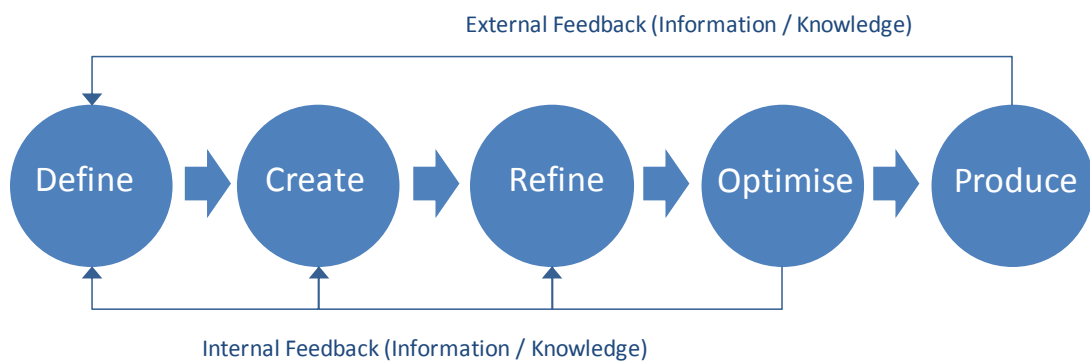 External Feedback (Information / Knowledge)
Define
Create
Refine
Optimise
Produce
Internal Feedback (Information / Knowledge)